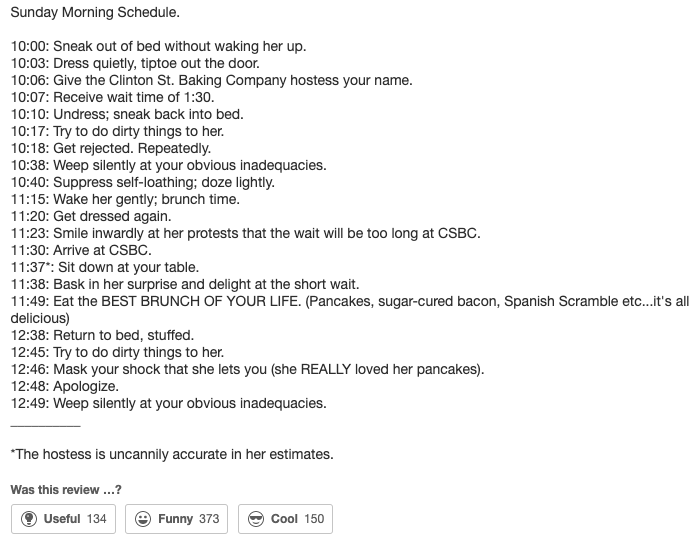 Sunday Morning Schedule.
10:00: Sneak out of bed without waking her up.
10:03: Dress quietly, tiptoe out the door.
10:06: Give the Clinton St. Baking Company hostess your name.
10:07: Receive wait time of 1:30.
10:10: Undress; sneak back into bed.
10:17: Try to do dirty things to her.
10:18: Get rejected. Repeatedly.
10:38: Weep silently at your obvious inadequacies.
10:40: Suppress self-loathing; doze lightly.
11:15: Wake her gently; brunch time.
11:20: Get dressed again.
11:23: Smile inwardly at her protests that the wait will be too long at CSBC.
11:30: Arrive at CSBC.
11:37*: Sit down at your table.
11:38: Bask in her surprise and delight at the short wait.
11:49: Eat the BEST BRUNCH OF YOUR LIFE. (Pancakes, sugar-cured bacon, Spanish Scramble etc...it's all
delicious)
12:38: Return to bed, stuffed.
12:45: Try to do dirty things to her.
12:46: Mask your shock that she lets you (she REALLY loved her pancakes).
12:48: Apologize.
12:49: Weep silently at your obvious inadequacies.
__________
*The hostess is uncannily accurate in her estimates.
Was this review ...?
Useful 134 Funny 373 Cool 150